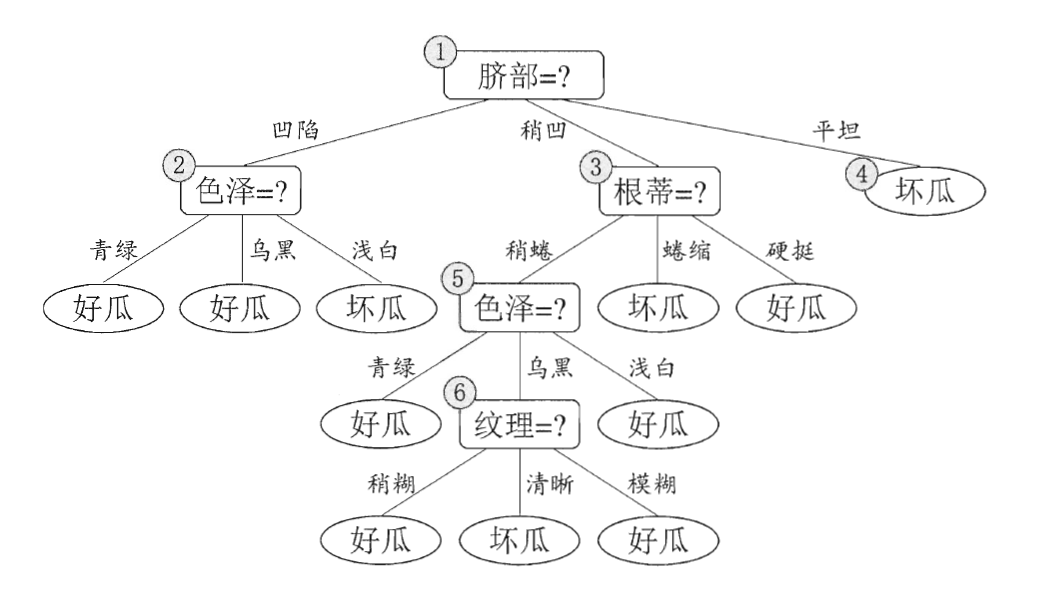 ①
脐部=?
凹陷 稍凹 平坦
② ③ ④
色泽=? 根蒂=? 坏瓜
青绿 乌黑 浅白 稍蜷 蜷缩 硬挺
⑤
好瓜 好瓜 坏瓜 色泽=? 坏瓜 好瓜
青绿 乌黑 浅白
⑥
好瓜 纹理=? 好瓜
稍糊 清晰 模糊
好瓜 坏瓜 好瓜